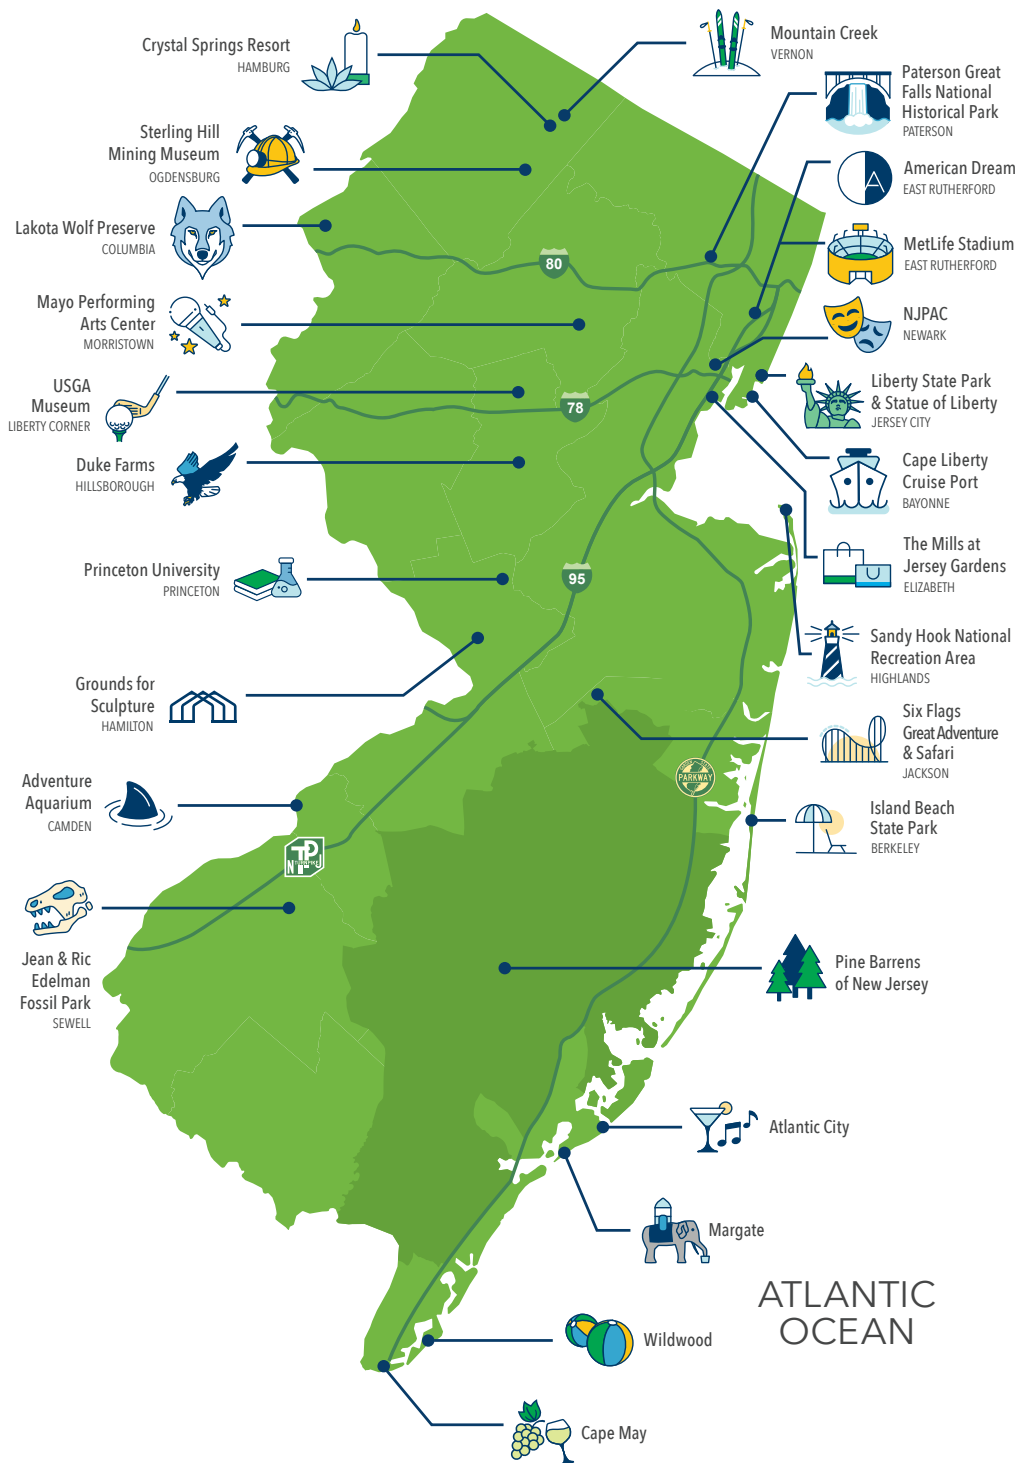 Crystal Springs Resort
HAMBURG
Mountain Creek
VERNON
Paterson Great
Falls National
Historical Park
PATERSON
Sterling Hill
Mining Museum
OGDENSBURG
American Dream
EAST RUTHERFORD
A
Lakota Wolf Preserve
COLUMBIA
MetLife Stadium
EAST RUTHERFORD
80
Mayo Performing
Arts Center
MORRISTOWN
NJPAC
NEWARK
USGA
Museum
LIBERTY CORNER
78
Liberty State Park
& Statue of Liberty
JERSEY CITY
Duke Farms
HILLSBOROUGH
Cape Liberty
Cruise Port
BAYONNE
Princeton University
PRINCETON
95
The Mills at
Jersey Gardens
ELIZABETH
Sandy Hook National
Recreation Area
HIGHLANDS
Grounds for
Sculpture
HAMILTON
Six Flags
Great Adventure
& Safari
JACKSON
PARKWAY
Adventure
Aquarium
CAMDEN
Island Beach
State Park
BERKELEY
NTPJ
TURNPIKE
Jean & Ric
Edelman
Fossil Park
SEWELL
Pine Barrens
of New Jersey
Atlantic City
Margate
ATLANTIC
OCEAN
Wildwood
Cape May